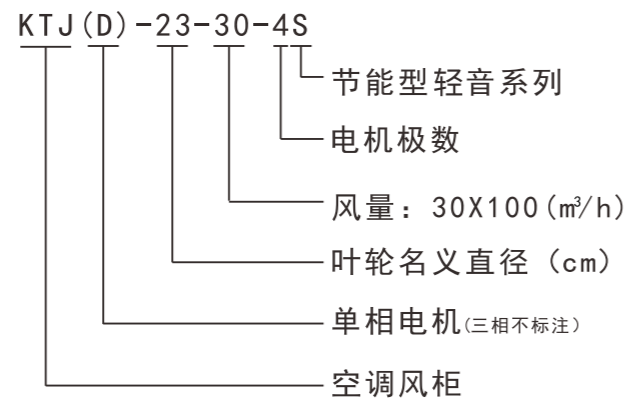 KTJ(D)-23-30-4S
节能型轻音系列
电机极数
风量：30X100(m³/h)
叶轮名义直径（cm）
单相电机(三相不标注）
空调风柜